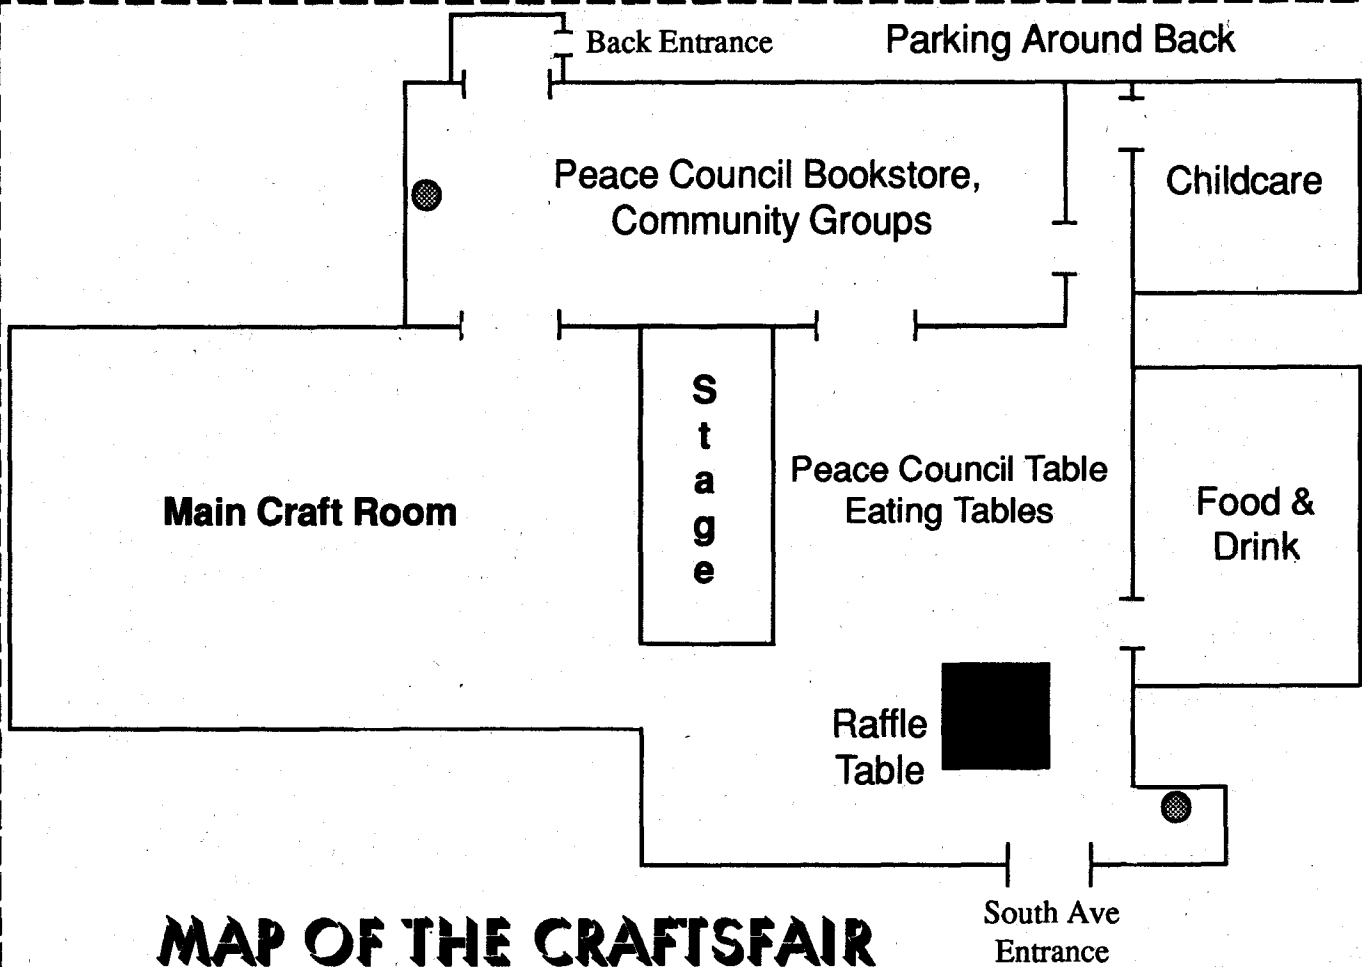 Back Entrance
Parking Around Back
Peace Council Bookstore,
Community Groups
Childcare
Stage
Peace Council Table
Eating Tables
Main Craft Room
Food &
Drink
Raffle
Table
South Ave
Entrance
MAP OF THE CRAFTSFAIR